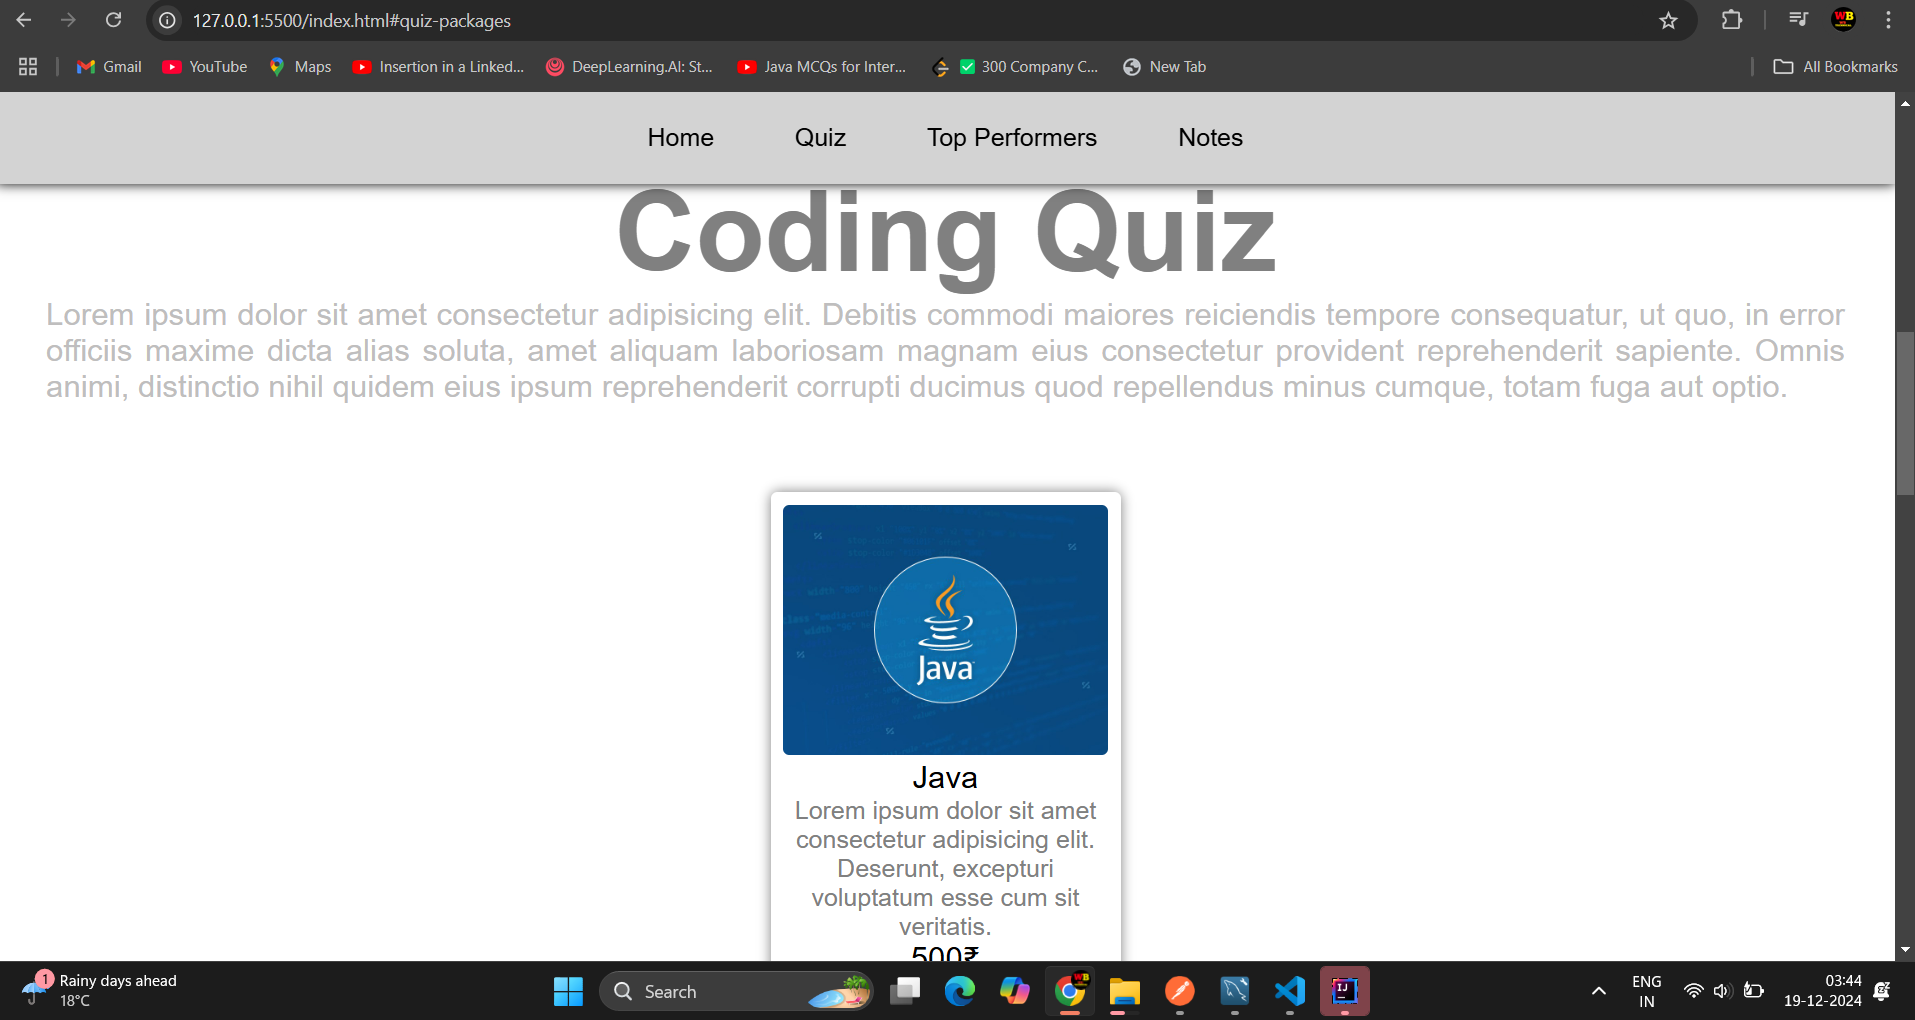 127.0.0.1:5500/index.html#quiz-packages
WB
Gmail
YouTube
Maps
Insertion in a Linked...
DeepLearning.AI: St...
Java MCQs for Inter...
300 Company C...
New Tab
All Bookmarks
Home
Quiz
Top Performers
Notes
Coding Quiz
Lorem ipsum dolor sit amet consectetur adipisicing elit. Debitis commodi maiores reiciendis tempore consequatur, ut quo, in error
officiis maxime dicta alias soluta, amet aliquam laboriosam magnam eius consectetur provident reprehenderit sapiente. Omnis
animi, distinctio nihil quidem eius ipsum reprehenderit corrupti ducimus quod repellendus minus cumque, totam fuga aut optio.
Java
Java
Lorem ipsum dolor sit amet
consectetur adipisicing elit.
Deserunt, excepturi
voluptatum esse cum sit
veritatis.
500₹
1
Rainy days ahead
18°C
Search
WB
IJ
ENG
IN
03:44
19-12-2024